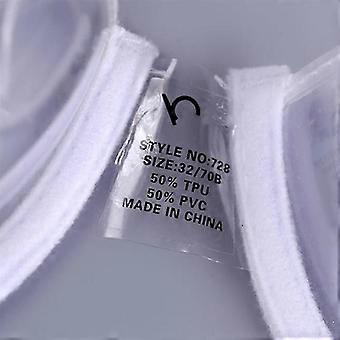 STYLE NO:728
SIZE:32/70B
50% TPU
50% PVC
MADE IN CHINA